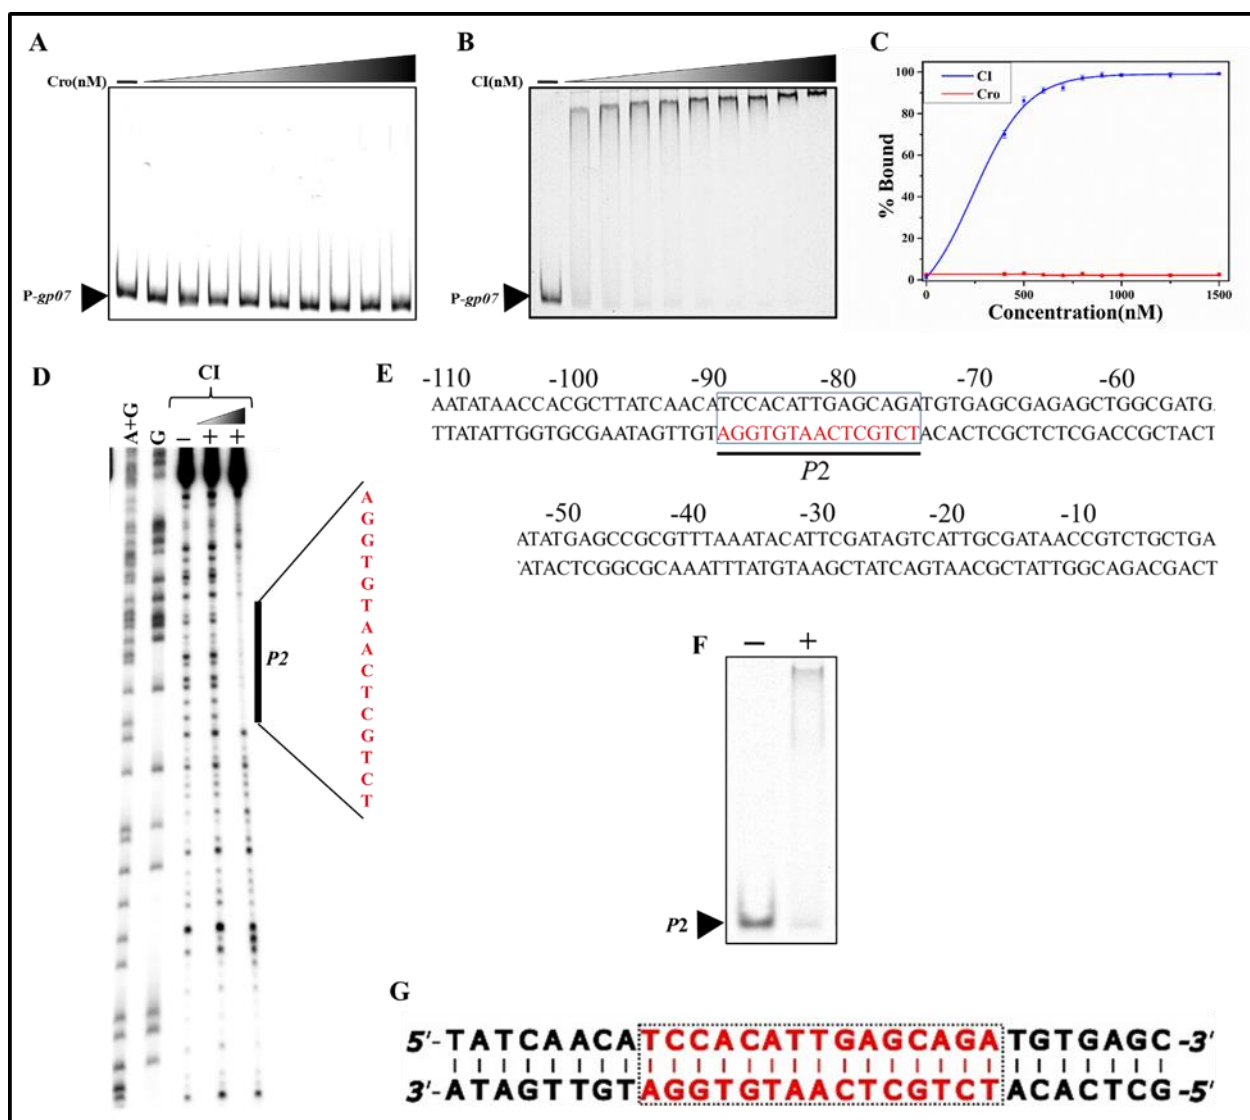 A
Cro(nM)
P-gp07
B
CI(nM)
P-gp07
C
CI
Cro
% Bound
100
80
60
40
20
0
0 500 1000 1500
Concentration(nM)
D
CI
A+G
G
− + +
P2
A
G
G
T
G
T
A
A
C
T
C
G
T
C
T
E
-110 -100 -90 -80 -70 -60
AATATAACCACGCTTATCAACATCCACATTGAGCAGATGTGAGCGAGAGCTGGCGATG
TTATATTGGTGCGAATAGTTGTAGGTGTAACTCGTCTACACTCGCTCTCGACCGCTACT
P2
-50 -40 -30 -20 -10
ATATGAGCCGCGTTTAAATACATTCGATAGTCATTGCGATAACCGTCTGCTGA
ATACTCGGCGCAAATTTATGTAAGCTATCAGTAACGCTATTGGCAGACGACT
F
− +
P2
G
5'-TATCAACATCCACATTGAGCAGATGTGAGC-3'
3'-ATAGTTGTAGGTGTAACTCGTCTACACTCG-5'